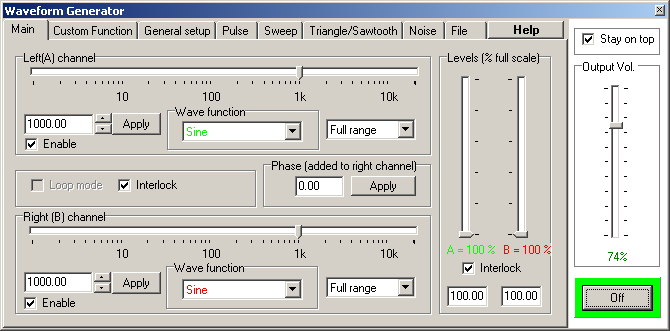 Waveform Generator
Main Custom Function General setup Pulse Sweep Triangle/Sawtooth Noise File Help
Stay on top
Left(A) channel
10 100 1k 10k
1000.00 Apply
Wave function
Sine
Full range
Enable
Loop mode Interlock
Phase (added to right channel)
0.00 Apply
Right (B) channel
10 100 1k 10k
1000.00 Apply
Wave function
Sine
Full range
Enable
Levels (% full scale)
A = 100 % B = 100 %
Interlock
100.00 100.00
Output Vol.
74%
Off